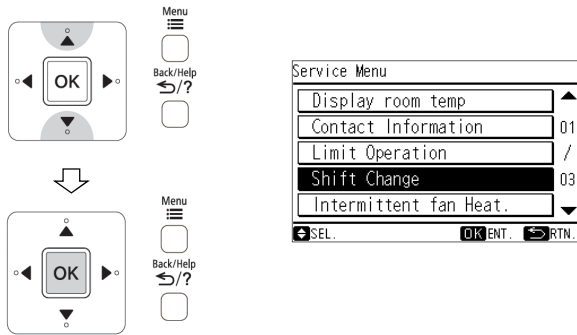 Menu
OK
Back/Help
/?
Menu
OK
Back/Help
/?
Service Menu
Display room temp
Contact Information
01
Limit Operation
/
Shift Change
03
Intermittent fan Heat.
SEL. OK ENT. RTN.